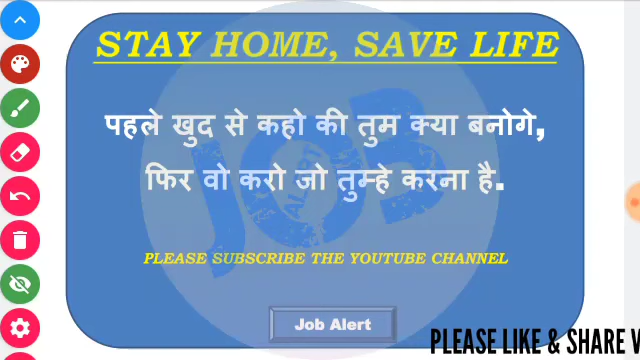 STAY HOME, SAVE LIFE
पहले खुद से कहो की तुम क्या बनोगे,
फिर वो करो जो तुम्हे करना है.
JOB
PLEASE SUBSCRIBE THE YOUTUBE CHANNEL
Job Alert
PLEASE LIKE & SHARE